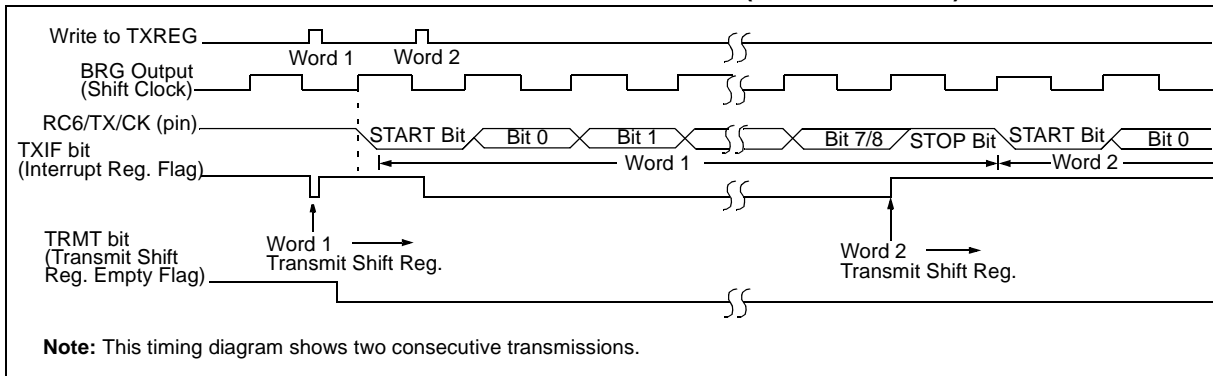 Write to TXREG
Word 1
Word 2
BRG Output
(Shift Clock)
RC6/TX/CK (pin)
START Bit
Bit 0
Bit 1
Bit 7/8
STOP Bit
START Bit
Bit 0
TXIF bit
(Interrupt Reg. Flag)
Word 1
Word 2
Word 1
Transmit Shift Reg.
Word 2
Transmit Shift Reg.
TRMT bit
(Transmit Shift
Reg. Empty Flag)
Note: This timing diagram shows two consecutive transmissions.